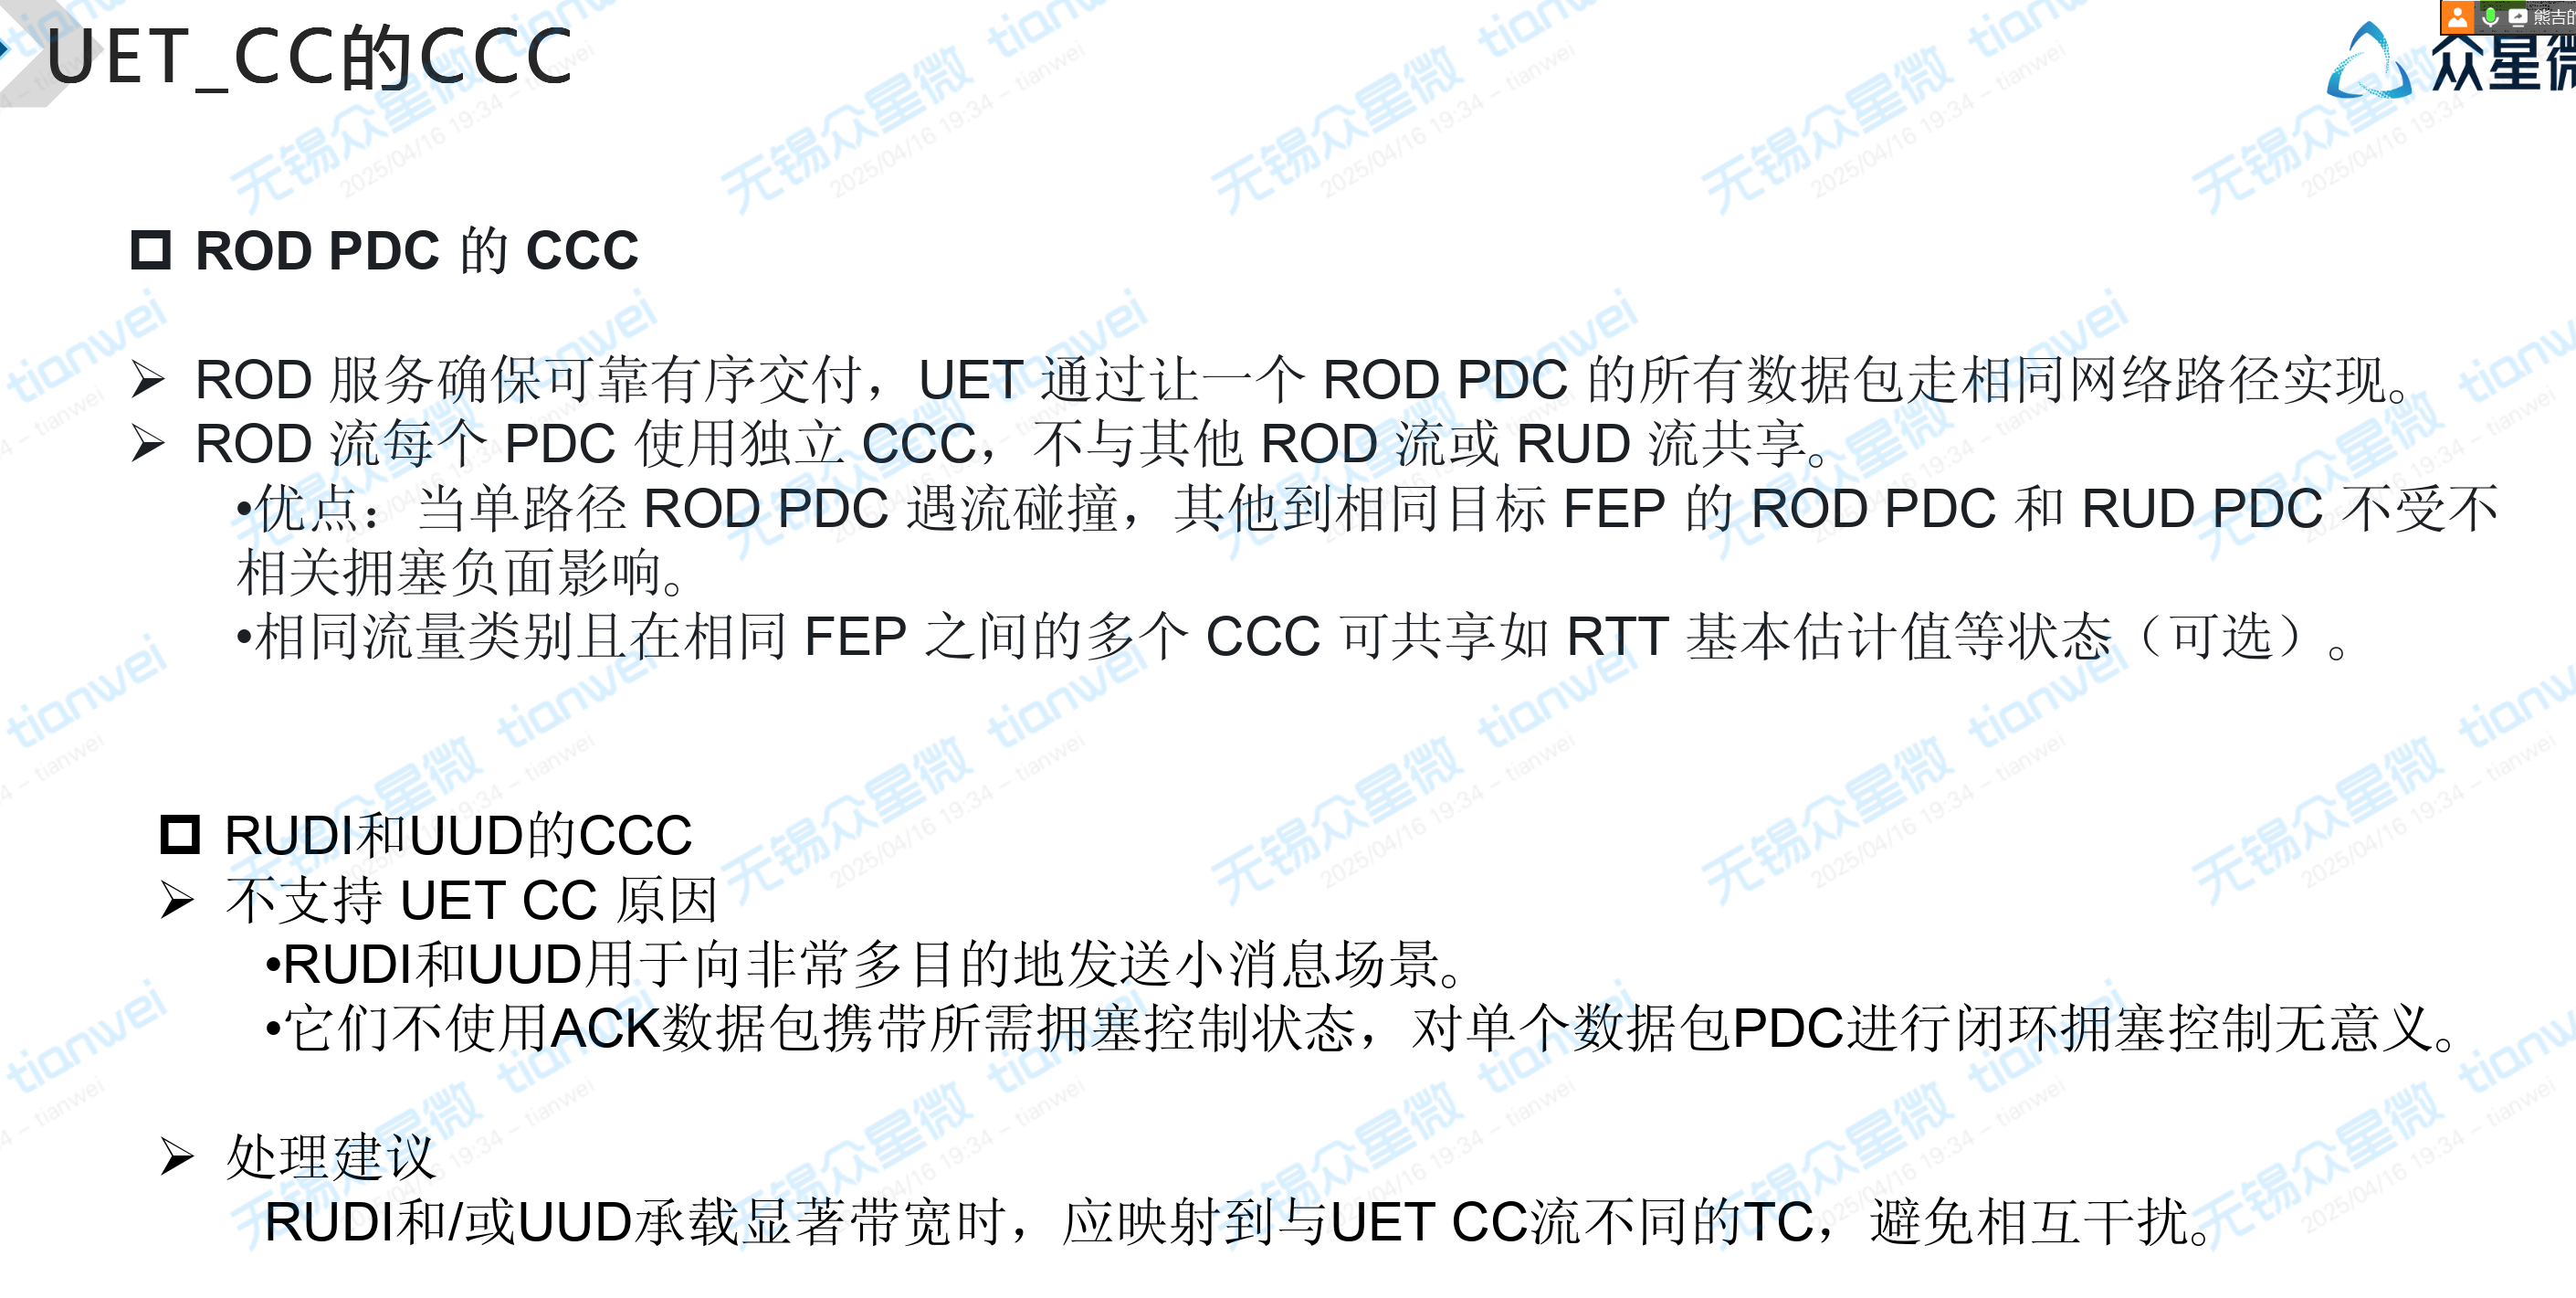 UET_CC的CCC
熊吉的
众星微
ROD PDC 的 CCC
ROD 服务确保可靠有序交付，UET 通过让一个 ROD PDC 的所有数据包走相同网络路径实现。
ROD 流每个 PDC 使用独立 CCC，不与其他 ROD 流或 RUD 流共享。
•优点：当单路径 ROD PDC 遇流碰撞，其他到相同目标 FEP 的 ROD PDC 和 RUD PDC 不受不
相关拥塞负面影响。
•相同流量类别且在相同 FEP 之间的多个 CCC 可共享如 RTT 基本估计值等状态（可选）。
RUDI和UUD的CCC
不支持 UET CC 原因
•RUDI和UUD用于向非常多目的地发送小消息场景。
•它们不使用ACK数据包携带所需拥塞控制状态，对单个数据包PDC进行闭环拥塞控制无意义。
处理建议
RUDI和/或UUD承载显著带宽时，应映射到与UET CC流不同的TC，避免相互干扰。
无锡众星微 tianwei
2025/04/16 19:34 - tianwei